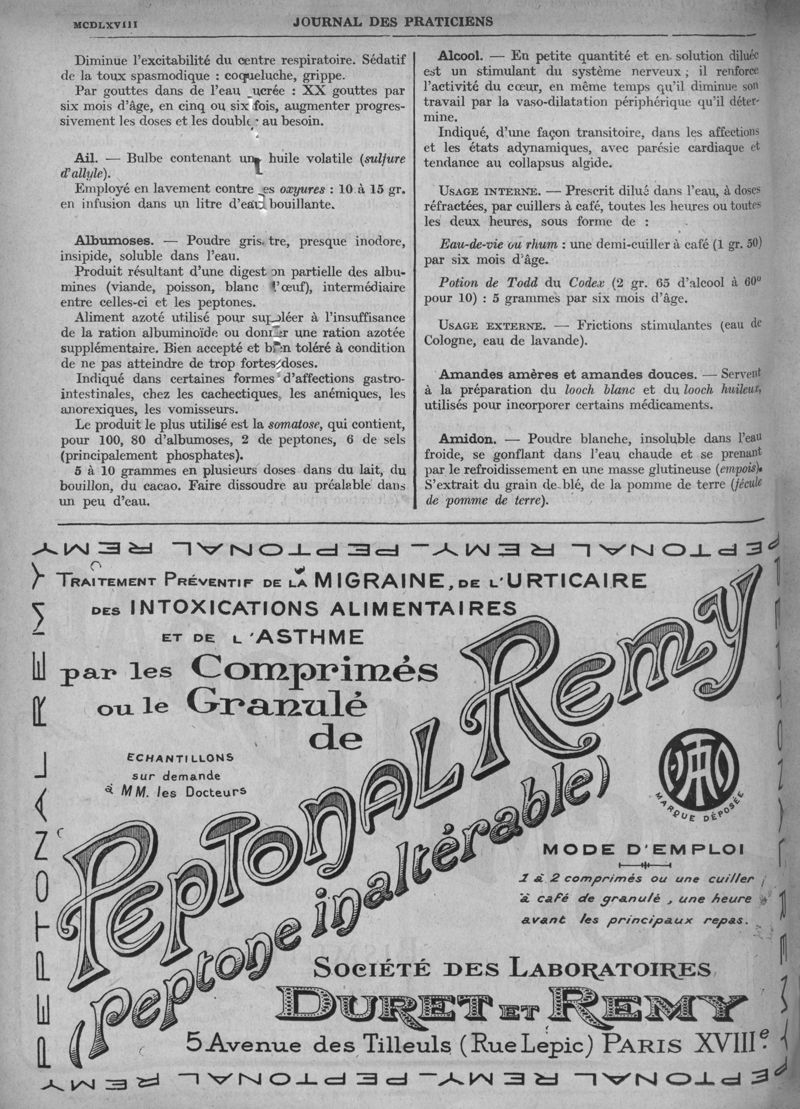 MCDLXVIII
JOURNAL DES PRATICIENS
Diminue l'excitabilité du centre respiratoire. Sédatif
de la toux spasmodique : coqueluche, grippe.
Par gouttes dans de l'eau sucrée : XX gouttes par
six mois d'âge, en cinq ou six fois, augmenter progres-
sivement les doses et les doubler au besoin.
Ail. — Bulbe contenant une huile volatile (sulfure
d'allyle).
Employé en lavement contre les oxyures : 10 à 15 gr.
en infusion dans un litre d'eau bouillante.
Albumoses. — Poudre grisâtre, presque inodore,
insipide, soluble dans l'eau.
Produit résultant d'une digestion partielle des albu-
mines (viande, poisson, blanc d'œuf), intermédiaire
entre celles-ci et les peptones.
Aliment azoté utilisé pour suppléer à l'insuffisance
de la ration albuminoïde ou donner une ration azotée
supplémentaire. Bien accepté et bien toléré à condition
de ne pas atteindre de trop fortes doses.
Indiqué dans certaines formes d'affections gastro-
intestinales, chez les cachectiques, les anémiques, les
anorexiques, les vomisseurs.
Le produit le plus utilisé est la somatose, qui contient,
pour 100, 80 d'albumoses, 2 de peptones, 6 de sels
(principalement phosphates).
5 à 10 grammes en plusieurs doses dans du lait, du
bouillon, du cacao. Faire dissoudre au préalable dans
un peu d'eau.
Alcool. — En petite quantité et en solution diluée
est un stimulant du système nerveux ; il renforce
l'activité du cœur, en même temps qu'il diminue son
travail par la vaso-dilatation périphérique qu'il déter-
mine.
Indiqué, d'une façon transitoire, dans les affections
et les états adynamiques, avec parésie cardiaque et
tendance au collapsus algide.
USAGE INTERNE. — Prescrit dilué dans l'eau, à doses
réfractées, par cuillers à café, toutes les heures ou toutes
les deux heures, sous forme de :
Eau-de-vie ou rhum : une demi-cuiller à café (1 gr. 50)
par six mois d'âge.
Potion de Todd du Codex (2 gr. 65 d'alcool à 60°
pour 10) : 5 grammes par six mois d'âge.
USAGE EXTERNE. — Frictions stimulantes (eau de
Cologne, eau de lavande).
Amandes amères et amandes douces. — Servent
à la préparation du looch blanc et du looch huileux,
utilisés pour incorporer certains médicaments.
Amidon. — Poudre blanche, insoluble dans l'eau
froide, se gonflant dans l'eau chaude et se prenant
par le refroidissement en une masse glutineuse (empois).
S'extrait du grain de blé, de la pomme de terre (fécule
de pomme de terre).
PEPTONAL REMY
TRAITEMENT PRÉVENTIF DE LA MIGRAINE, DE L'URTICAIRE
DES INTOXICATIONS ALIMENTAIRES
ET DE L'ASTHME
par les Comprimés
ou le Granulé
de
PEPTONAL REMY
(peptone inaltérable)
ECHANTILLONS
sur demande
à MM. les Docteurs
MARQUE DÉPOSÉE
MODE D'EMPLOI
1 à 2 comprimés ou une cuiller
à café de granulé, une heure
avant les principaux repas.
SOCIÉTÉ DES LABORATOIRES
DURET ET REMY
5 Avenue des Tilleuls (Rue Lepic) PARIS XVIIIe